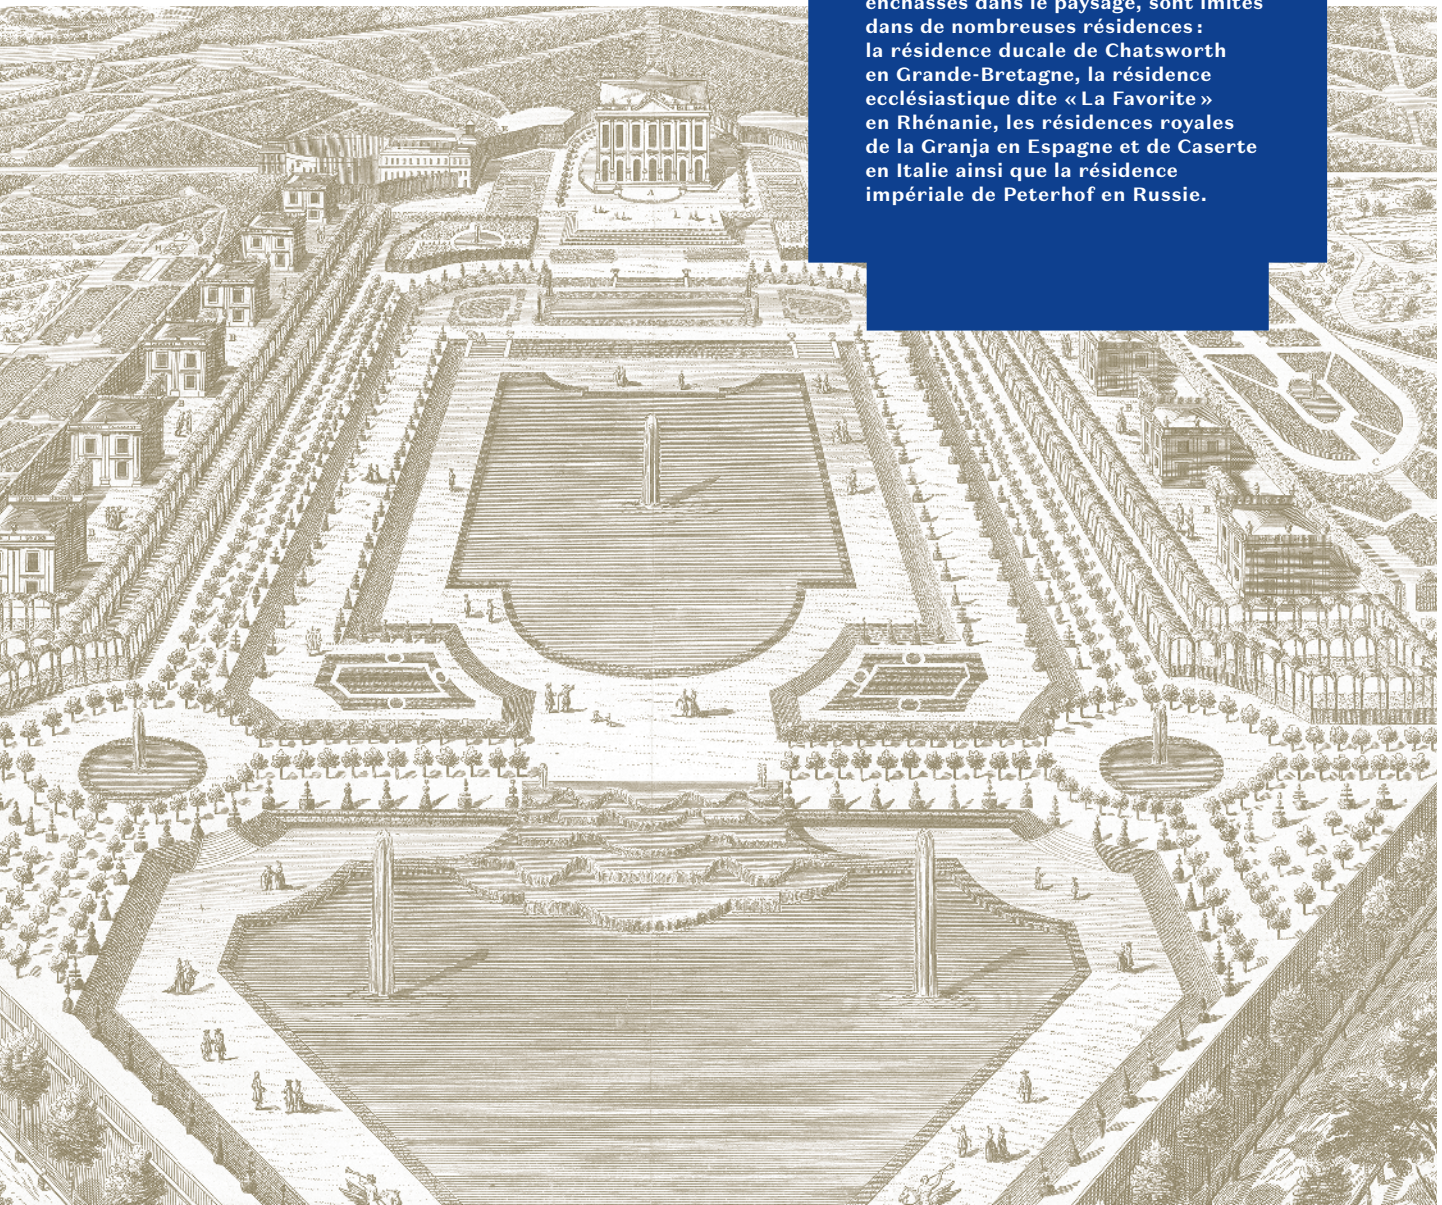 enchâssés dans le paysage, sont imités
dans de nombreuses résidences :
la résidence ducale de Chatsworth
en Grande-Bretagne, la résidence
ecclésiastique dite « La Favorite »
en Rhénanie, les résidences royales
de la Granja en Espagne et de Caserte
en Italie ainsi que la résidence
impériale de Peterhof en Russie.
A
H
B
B
C